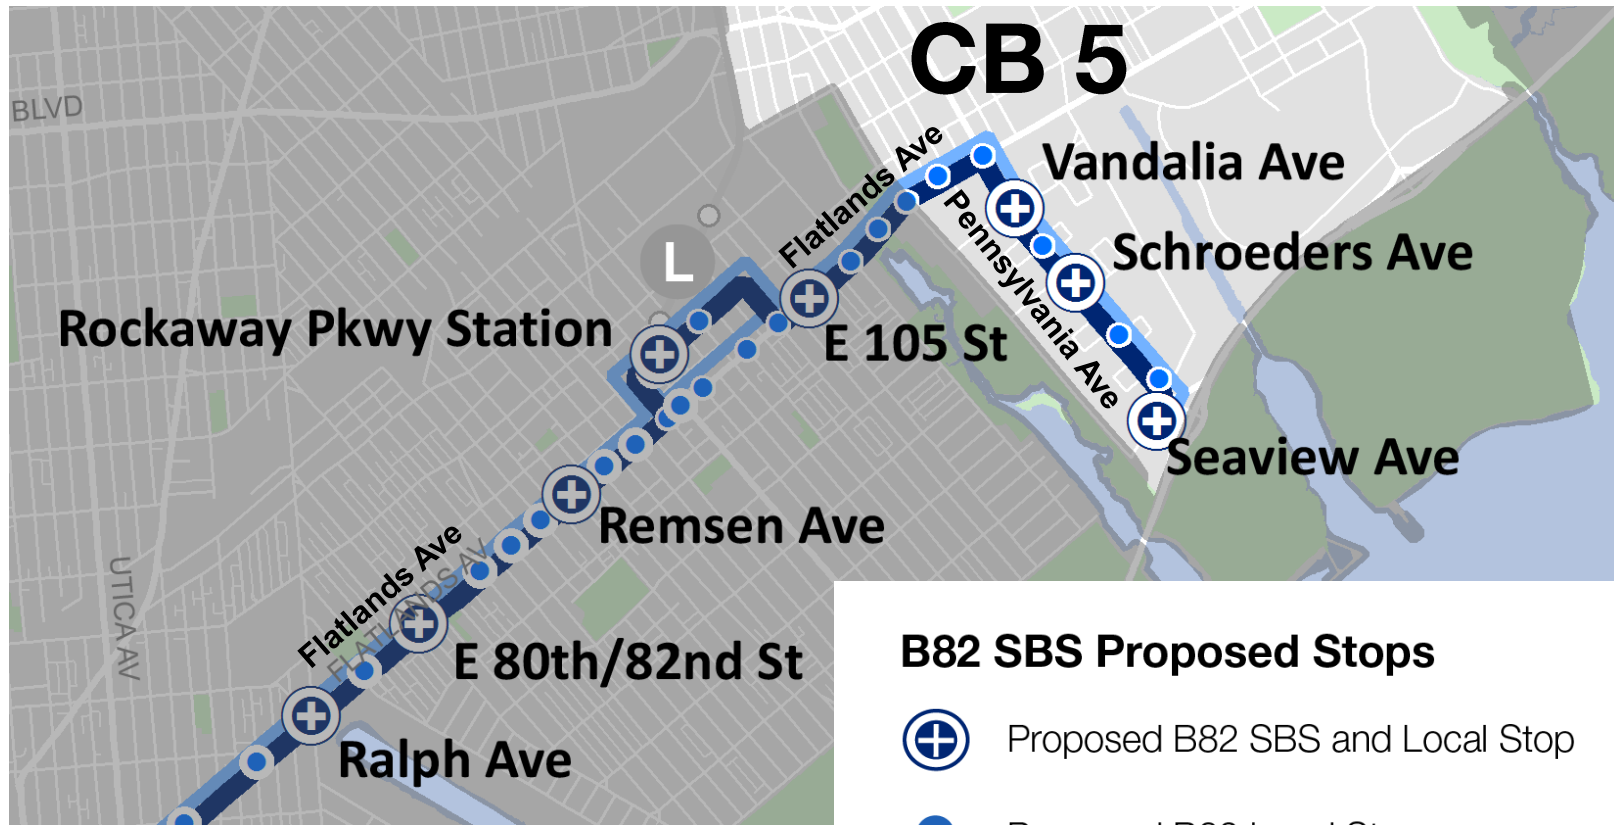 CB 5
BLVD
Flatlands Ave
Vandalia Ave
L
Pennsylvania Ave
Schroeders Ave
Rockaway Pkwy Station
E 105 St
Seaview Ave
Remsen Ave
Flatlands Ave
FLATLANDS AV
UTICA AV
E 80th/82nd St
Ralph Ave
B82 SBS Proposed Stops
Proposed B82 SBS and Local Stop